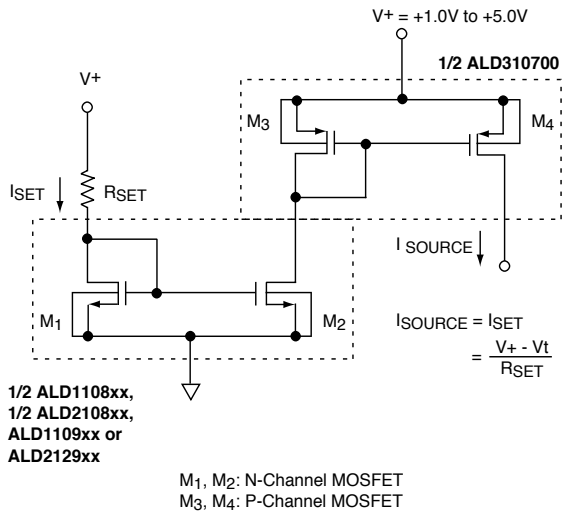 V+ = +1.0V to +5.0V
1/2 ALD310700
V+
M3
M4
ISET
RSET
I SOURCE
M1
M2
ISOURCE = ISET
= V+ - Vt
RSET
1/2 ALD1108xx,
1/2 ALD2108xx,
ALD1109xx or
ALD2129xx
M1, M2: N-Channel MOSFET
M3, M4: P-Channel MOSFET